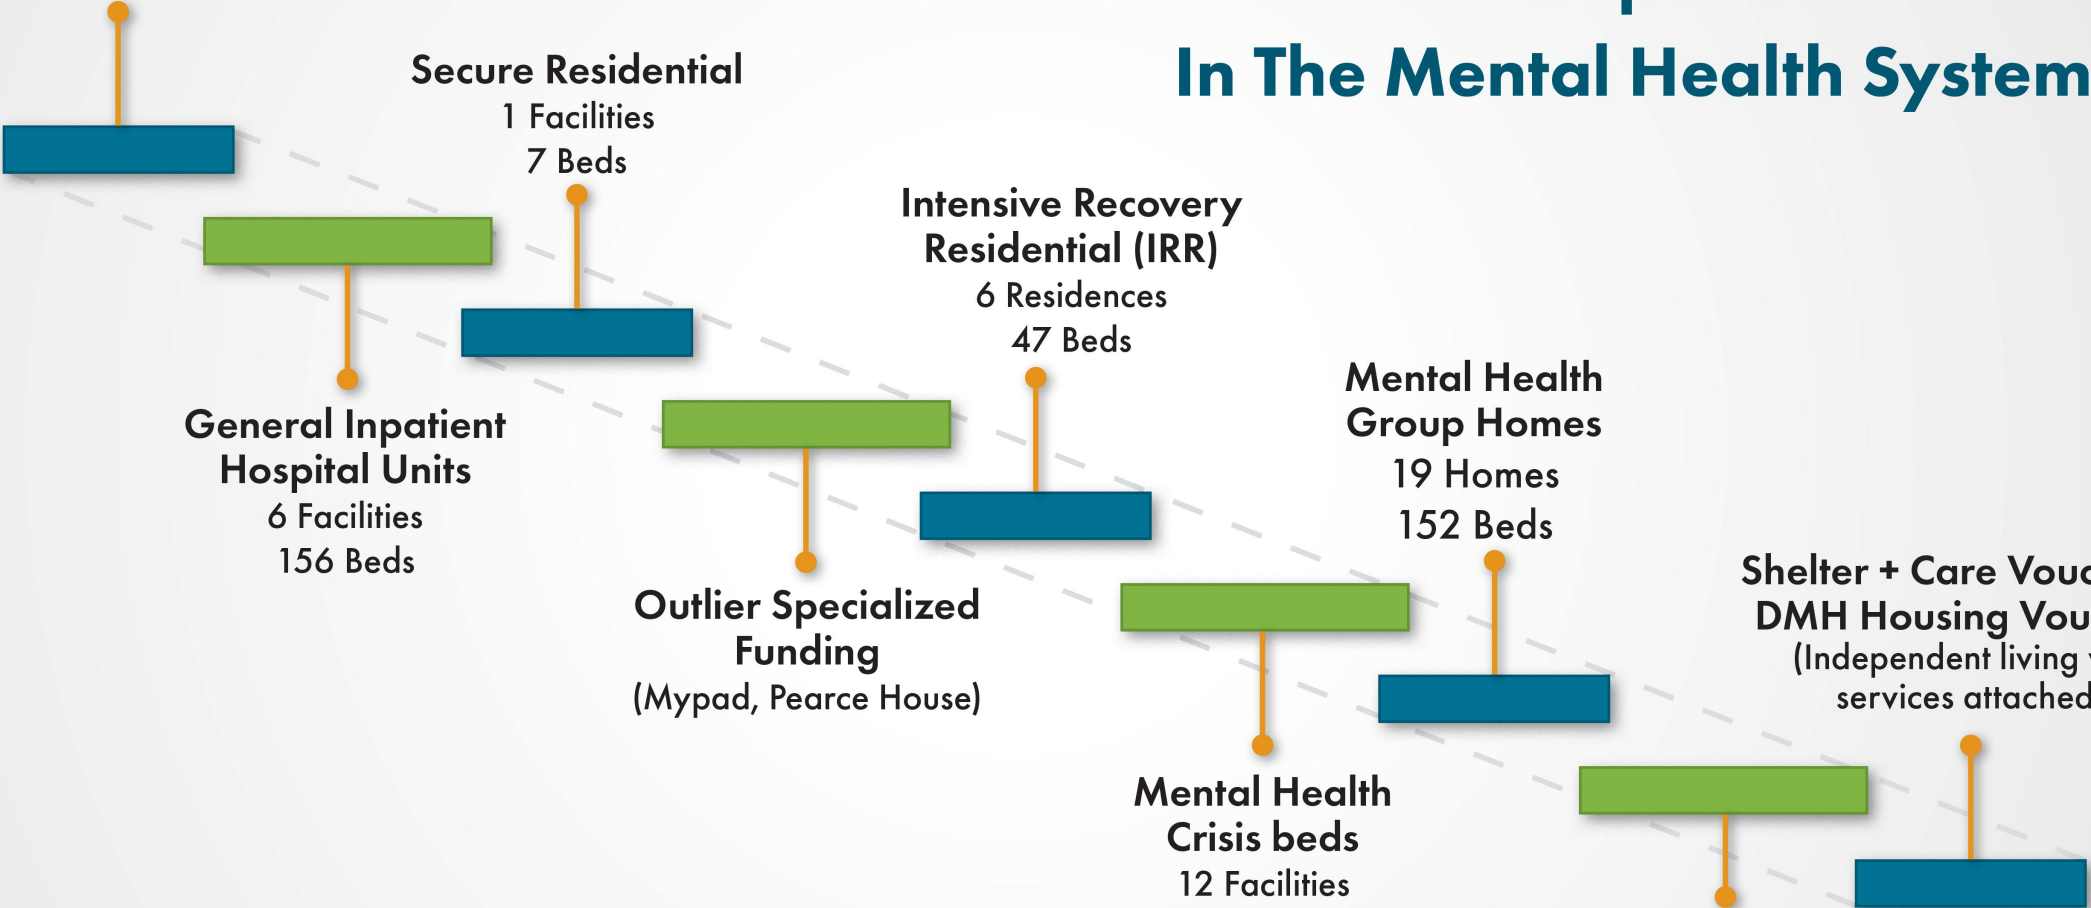 In The Mental Health System
Secure Residential
1 Facilities
7 Beds
Intensive Recovery
Residential (IRR)
6 Residences
47 Beds
General Inpatient
Hospital Units
6 Facilities
156 Beds
Mental Health
Group Homes
19 Homes
152 Beds
Outlier Specialized
Funding
(Mypad, Pearce House)
Shelter + Care
DMH Housing
(Independent living
services attached
Mental Health
Crisis beds
12 Facilities